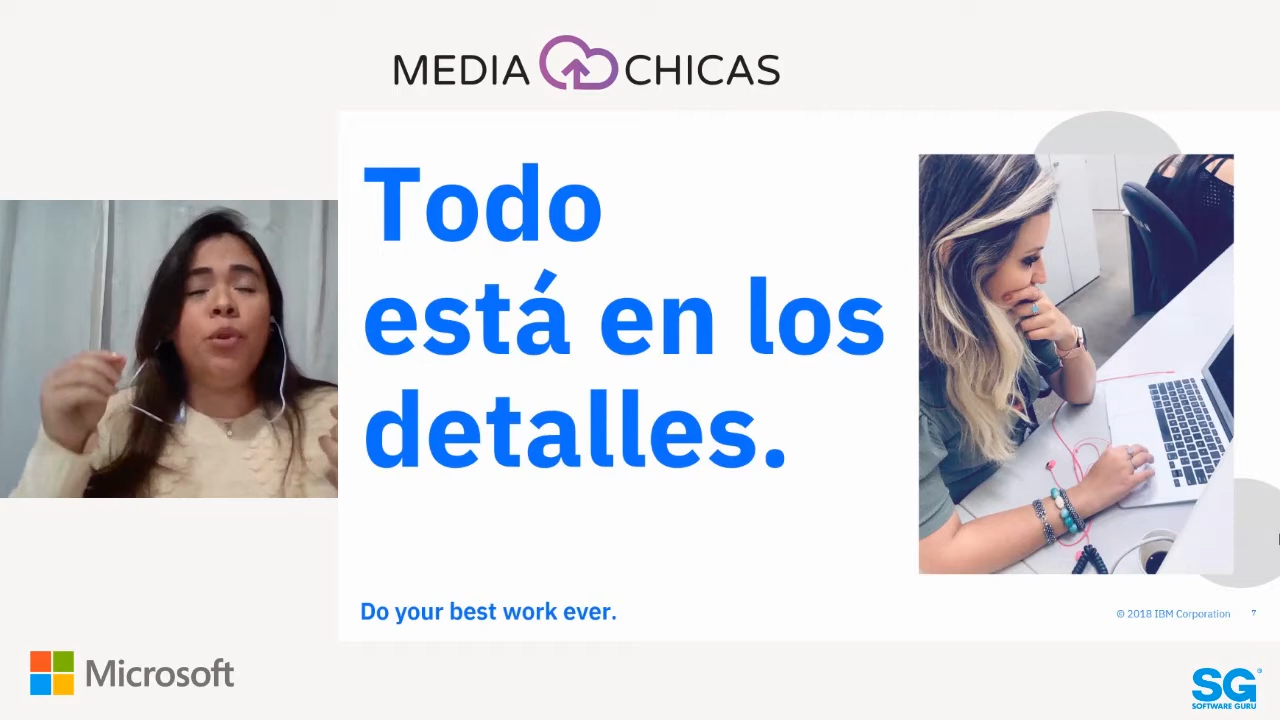 MEDIA CHICAS
Todo
está en los
detalles.
Do your best work ever.
© 2018 IBM Corporation 7
Microsoft
SG®
SOFTWARE GURU